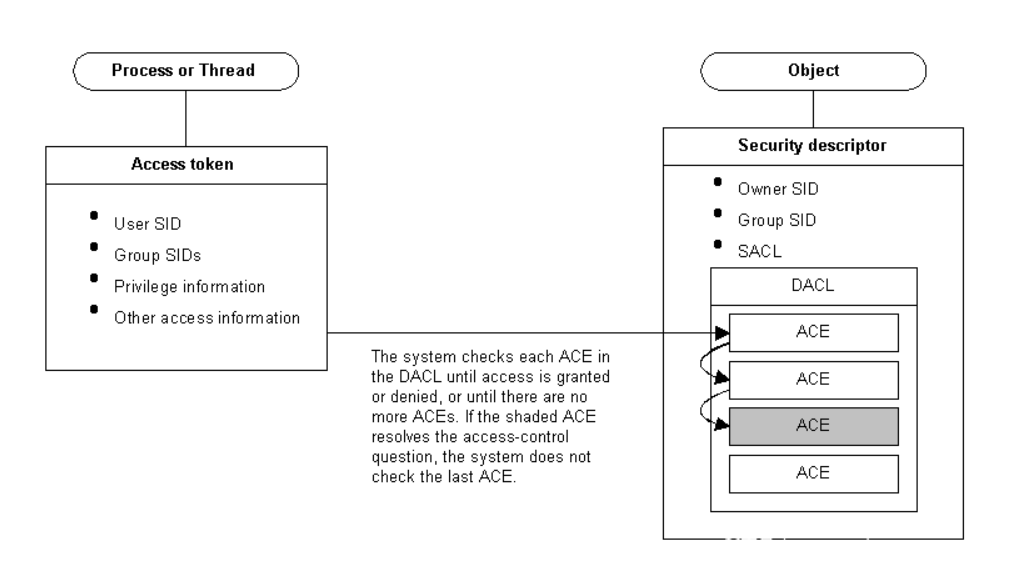 Process or Thread
Object
Access token
User SID
Group SIDs
Privilege information
Other access information
The system checks each ACE in
the DACL until access is granted
or denied, or until there are no
more ACEs. If the shaded ACE
resolves the access-control
question, the system does not
check the last ACE.
Security descriptor
Owner SID
Group SID
SACL
DACL
ACE
ACE
ACE
ACE